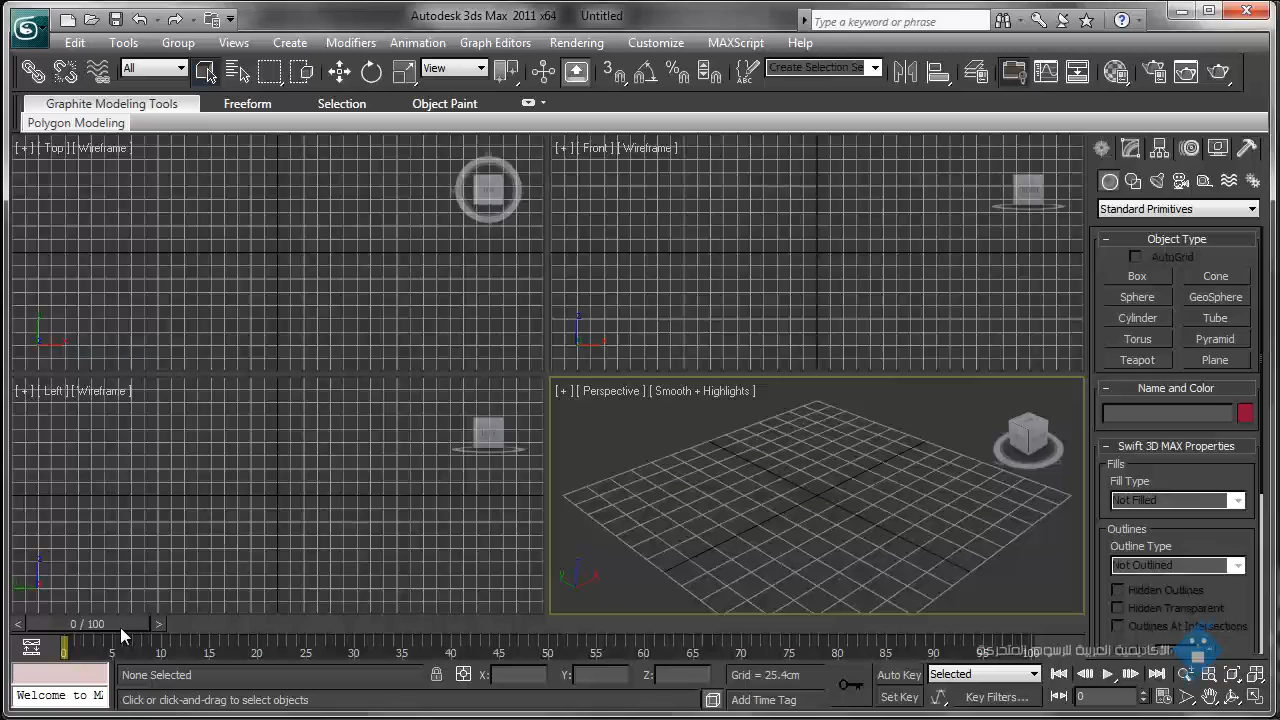 Autodesk 3ds Max 2011 x64 Untitled
Type a keyword or phrase
Edit Tools Group Views Create Modifiers Animation Graph Editors Rendering Customize MAXScript Help
All View Create Selection Se
Graphite Modeling Tools Freeform Selection Object Paint
Polygon Modeling
[ + ] [ Top ] [ Wireframe ]
[ + ] [ Front ] [ Wireframe ]
Standard Primitives
Object Type
AutoGrid
Box Cone
Sphere GeoSphere
Cylinder Tube
Torus Pyramid
Teapot Plane
[ + ] [ Left ] [ Wireframe ]
[ + ] [ Perspective ] [ Smooth + Highlights ]
Name and Color
Swift 3D MAX Properties
Fills
Fill Type
Not Filled
Outlines
Outline Type
Not Outlined
Hidden Outlines
Hidden Transparent
Outlines At Intersections
الاكاديمية العربية للرسوم المتحركة
< 0 / 100 >
0 5 10 15 20 25 30 35 40 45 50 55 60 65 70 75 80 85 90 95 100
None Selected X: Y: Z: Grid = 25.4cm Auto Key Selected
Welcome to M Click or click-and-drag to select objects Add Time Tag Set Key Key Filters... 0